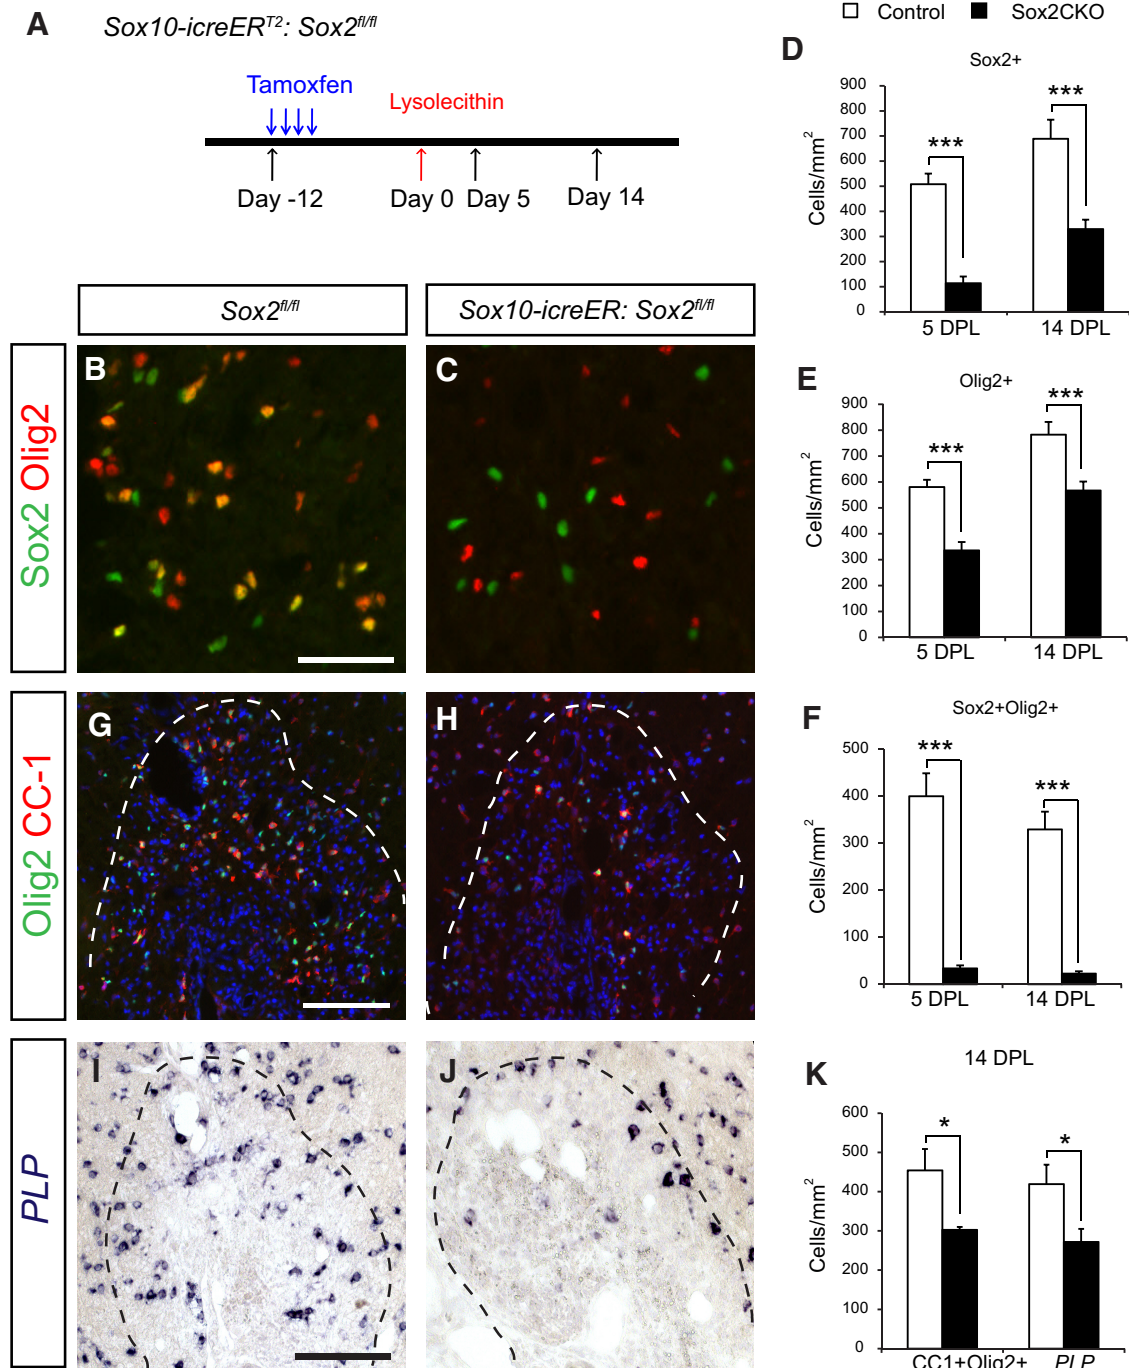 A
Sox10-icreERT2: Sox2fl/fl
Tamoxfen
Lysolecithin
Day -12
Day 0
Day 5
Day 14
Sox2fl/fl
Sox10-icreER: Sox2fl/fl
Sox2 Olig2
B
C
Olig2 CC-1
G
H
PLP
I
J
Control
Sox2CKO
D
Sox2+
Cells/mm2
900
800
700
600
500
400
300
200
100
0
***
***
5 DPL
14 DPL
E
Olig2+
Cells/mm2
900
800
700
600
500
400
300
200
100
0
***
***
5 DPL
14 DPL
F
Sox2+Olig2+
Cells/mm2
500
400
300
200
100
0
***
***
5 DPL
14 DPL
K
14 DPL
Cells/mm2
600
500
400
300
200
100
0
*
*
CC1+Olig2+
PLP